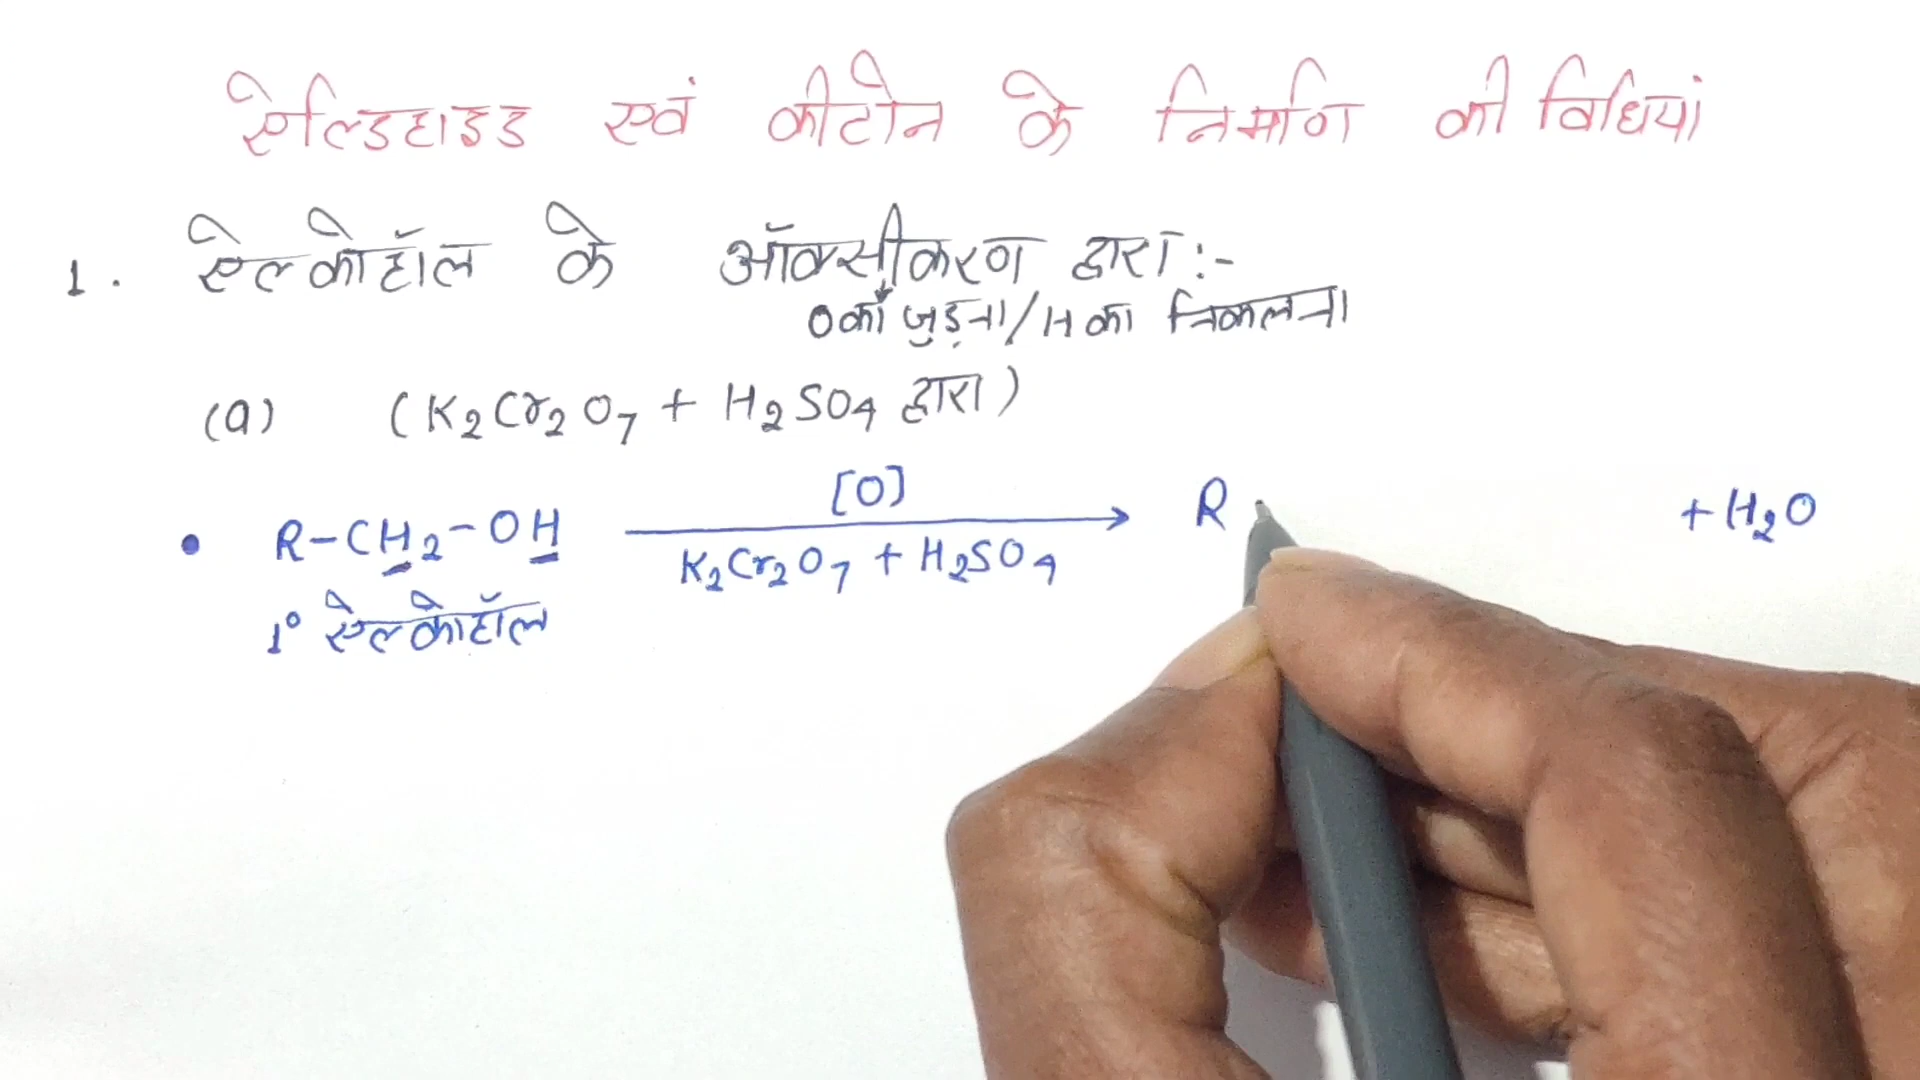 ऐल्डिहाइड एवं कीटोन के निर्माण की विधियां
1. ऐल्कोहॉल के ऑक्सीकरण द्वारा :-
O का जुड़ना / H का निकलना
(a) (K₂Cr₂O₇ + H₂SO₄ द्वारा)
[O]
• R-CH₂-OH ⟶ R + H₂O
K₂Cr₂O₇ + H₂SO₄
1° ऐल्कोहॉल